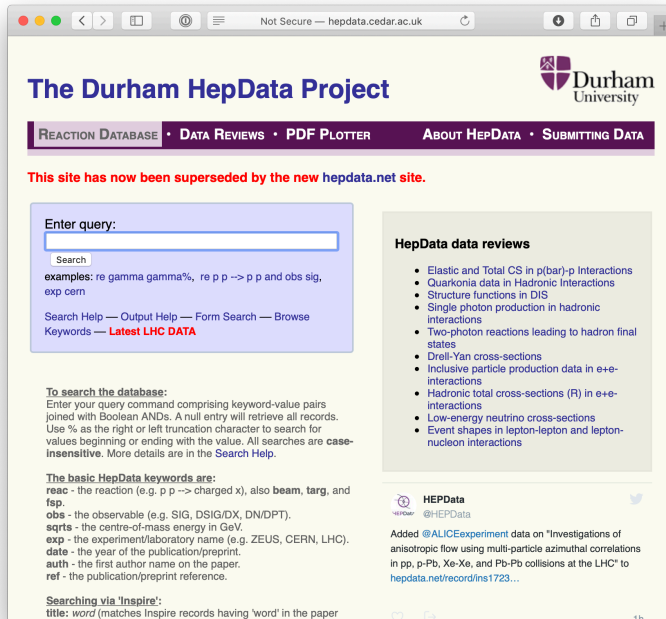 Not Secure — hepdata.cedar.ac.uk
The Durham HepData Project
Durham
University
REACTION DATABASE • DATA REVIEWS • PDF PLOTTER
ABOUT HEPDATA • SUBMITTING DATA
This site has now been superseded by the new hepdata.net site.
Enter query:
Search
examples: re gamma gamma%, re p p --> p p and obs sig,
exp cern
Search Help — Output Help — Form Search — Browse
Keywords — Latest LHC DATA
To search the database:
Enter your query command comprising keyword-value pairs
joined with Boolean ANDs. A null entry will retrieve all records.
Use % as the right or left truncation character to search for
values beginning or ending with the value. All searches are case-
insensitive. More details are in the Search Help.
The basic HepData keywords are:
reac - the reaction (e.g. p p --> charged x), also beam, targ, and
fsp.
obs - the observable (e.g. SIG, DSIG/DX, DN/DPT).
sqrts - the centre-of-mass energy in GeV.
exp - the experiment/laboratory name (e.g. ZEUS, CERN, LHC).
date - the year of the publication/preprint.
auth - the first author name on the paper.
ref - the publication/preprint reference.
Searching via 'Inspire':
title: word (matches Inspire records having 'word' in the paper
HepData data reviews
• Elastic and Total CS in p(bar)-p Interactions
• Quarkonia data in Hadronic Interactions
• Structure functions in DIS
• Single photon production in hadronic
interactions
• Two-photon reactions leading to hadron final
states
• Drell-Yan cross-sections
• Inclusive particle production data in e+e-
interactions
• Hadronic total cross-sections (R) in e+e-
interactions
• Low-energy neutrino cross-sections
• Event shapes in lepton-lepton and lepton-
nucleon interactions
HEPData
HEPData
@HEPData
Added @ALICEexperiment data on "Investigations of
anisotropic flow using multi-particle azimuthal correlations
in pp, p-Pb, Xe-Xe, and Pb-Pb collisions at the LHC" to
hepdata.net/record/ins1723…
1h